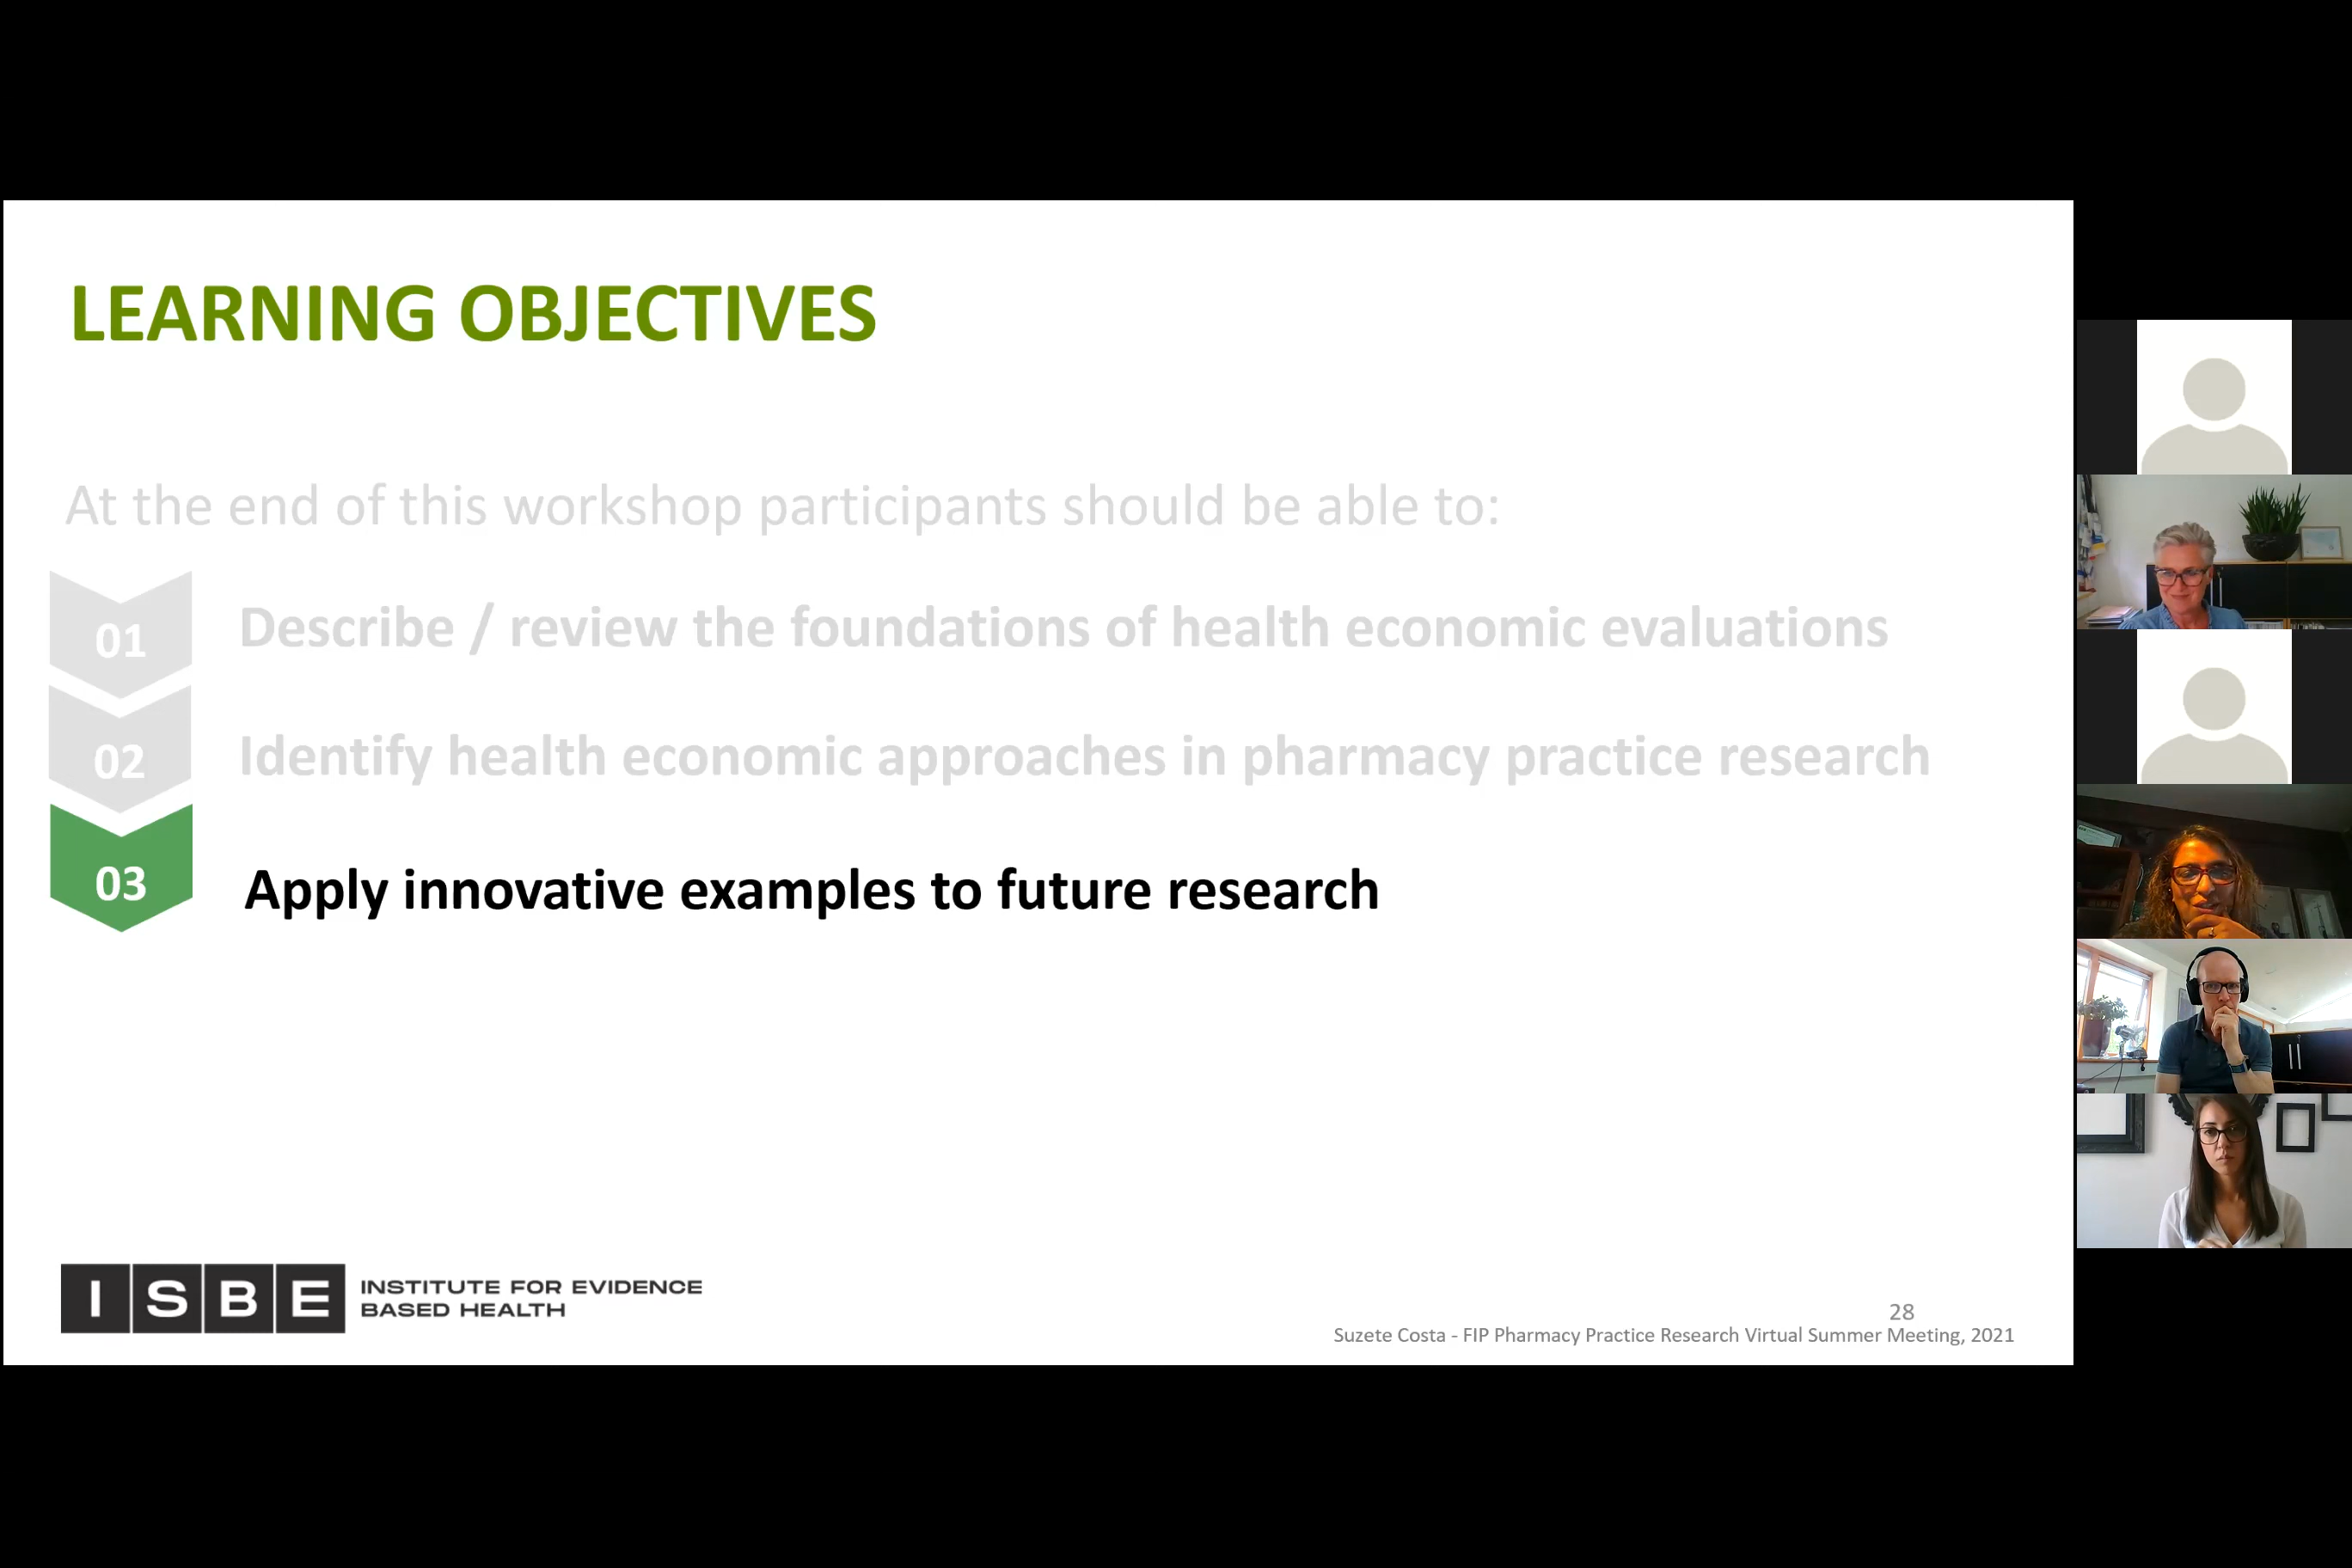 LEARNING OBJECTIVES
At the end of this workshop participants should be able to:
01
Describe / review the foundations of health economic evaluations
02
Identify health economic approaches in pharmacy practice research
03
Apply innovative examples to future research
ISBE
INSTITUTE FOR EVIDENCE
BASED HEALTH
28
Suzete Costa - FIP Pharmacy Practice Research Virtual Summer Meeting, 2021